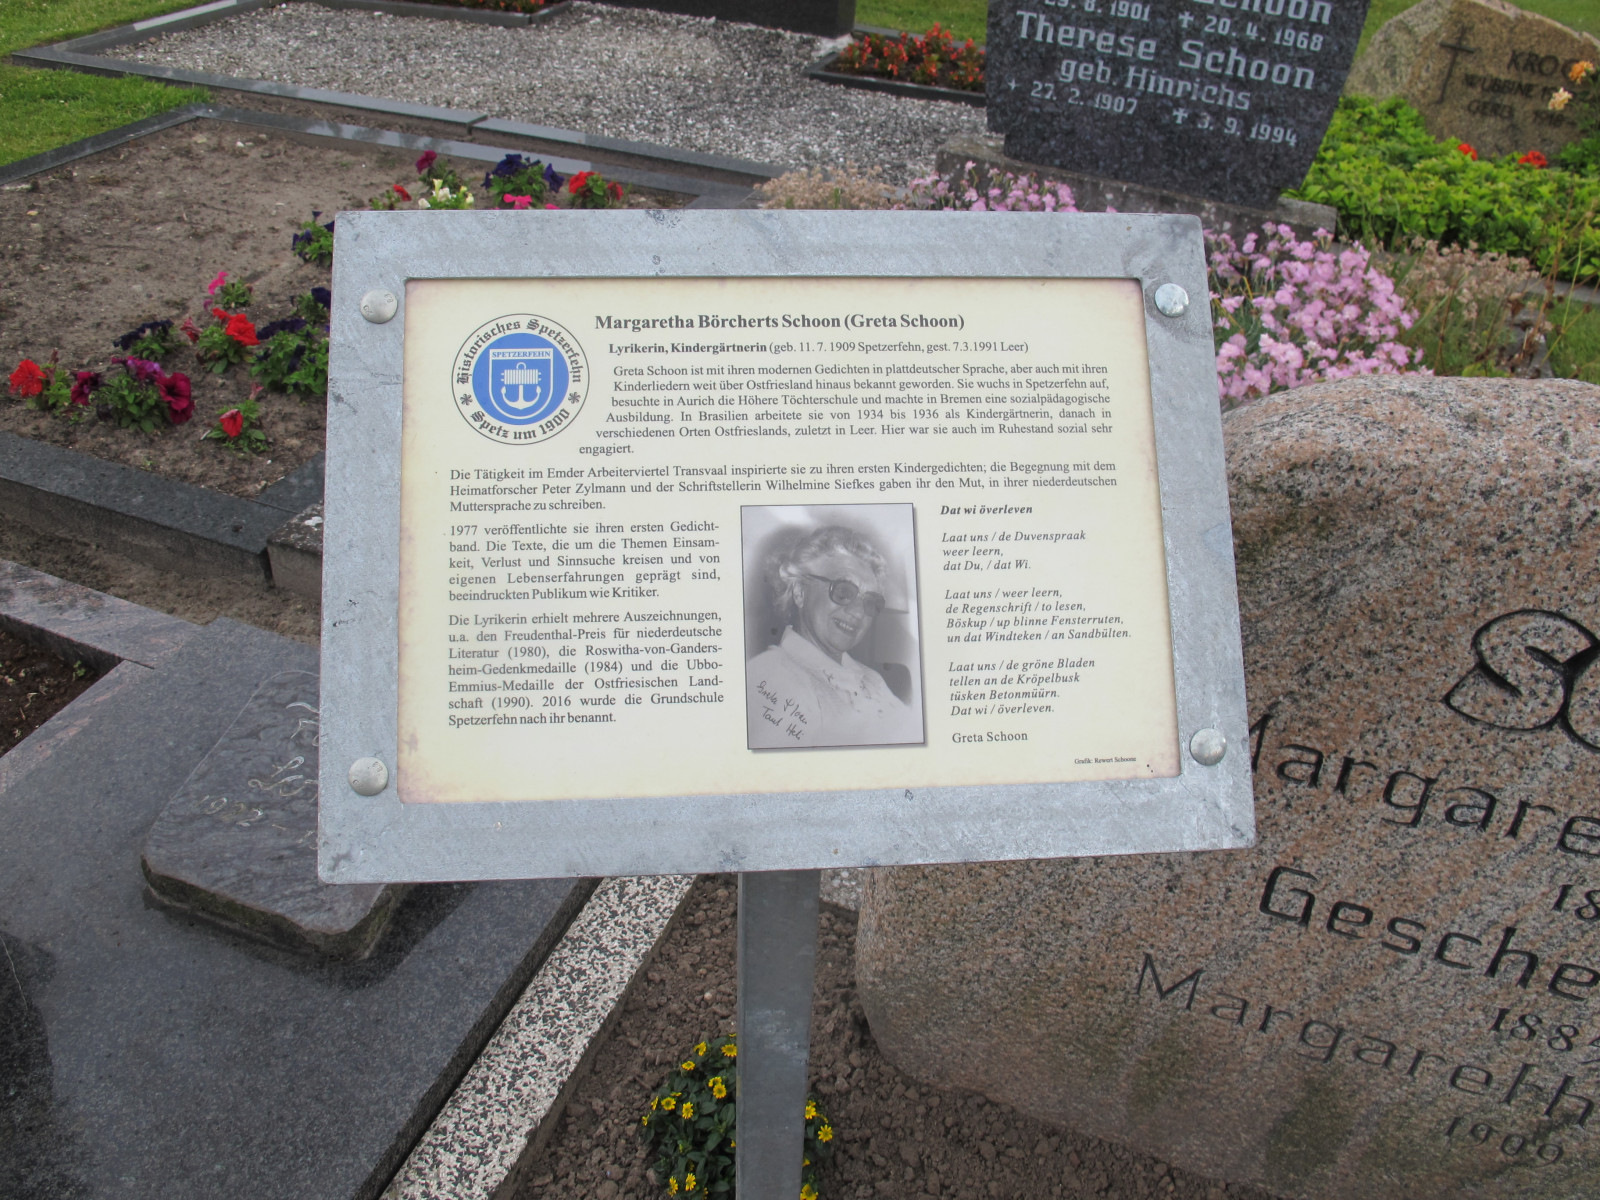 Schoon
29.8.1901 + 20.4.1968
Therese Schoon
geb. Hinrichs
+ 27.2.1907 + 3.9.1994
Historisches Spetzerfehn
SPETZERFEHN
Spetz um 1900
Margaretha Börcherts Schoon (Greta Schoon)
Lyrikerin, Kindergärtnerin (geb. 11.7.1909 Spetzerfehn, gest. 7.3.1991 Leer)
Greta Schoon ist mit ihren modernen Gedichten in plattdeutscher Sprache, aber auch mit ihren
Kinderliedern weit über Ostfriesland hinaus bekannt geworden. Sie wuchs in Spetzerfehn auf,
besuchte in Aurich die Höhere Töchterschule und machte in Bremen eine sozialpädagogische
Ausbildung. In Brasilien arbeitete sie von 1934 bis 1936 als Kindergärtnerin, danach in
verschiedenen Orten Ostfrieslands, zuletzt in Leer. Hier war sie auch im Ruhestand sozial sehr
engagiert.
Die Tätigkeit im Emder Arbeiterviertel Transvaal inspirierte sie zu ihren ersten Kindergedichten; die Begegnung mit dem
Heimatforscher Peter Zylmann und der Schriftstellerin Wilhelmine Siefkes gaben ihr den Mut, in ihrer niederdeutschen
Muttersprache zu schreiben.
1977 veröffentlichte sie ihren ersten Gedicht-
band. Die Texte, die um die Themen Einsam-
keit, Verlust und Sinnsuche kreisen und von
eigenen Lebenserfahrungen geprägt sind,
beeindruckten Publikum wie Kritiker.
Die Lyrikerin erhielt mehrere Auszeichnungen,
u.a. den Freudenthal-Preis für niederdeutsche
Literatur (1980), die Roswitha-von-Ganders-
heim-Gedenkmedaille (1984) und die Ubbo-
Emmius-Medaille der Ostfriesischen Land-
schaft (1990). 2016 wurde die Grundschule
Spetzerfehn nach ihr benannt.
Dat wi överleven
Laat uns / de Duvenspraak
weer leern,
dat Du, / dat Wi.
Laat uns / weer leern,
de Regenschrift / to lesen,
Böskup / up blinne Fensterruten,
un dat Windteken / an Sandbülten.
Laat uns / de gröne Bladen
tellen an de Kröpelbusk
tüsken Betonmüürn.
Dat wi / överleven.
Greta Schoon
Grafik: Rewert Schoone
Margare
Gesche
1885
Margareth
1909